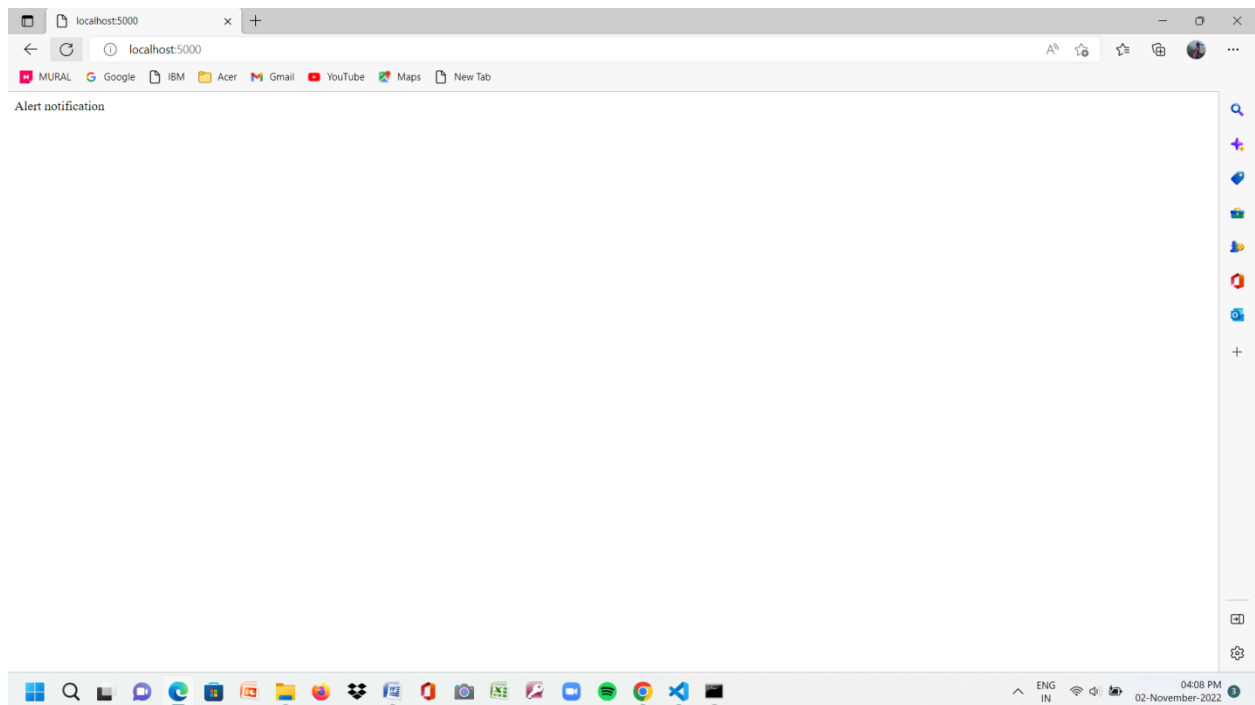 localhost:5000
localhost:5000
MURAL Google IBM Acer Gmail YouTube Maps New Tab
Alert notification
ENG 04:08 PM
IN 02-November-2022 3